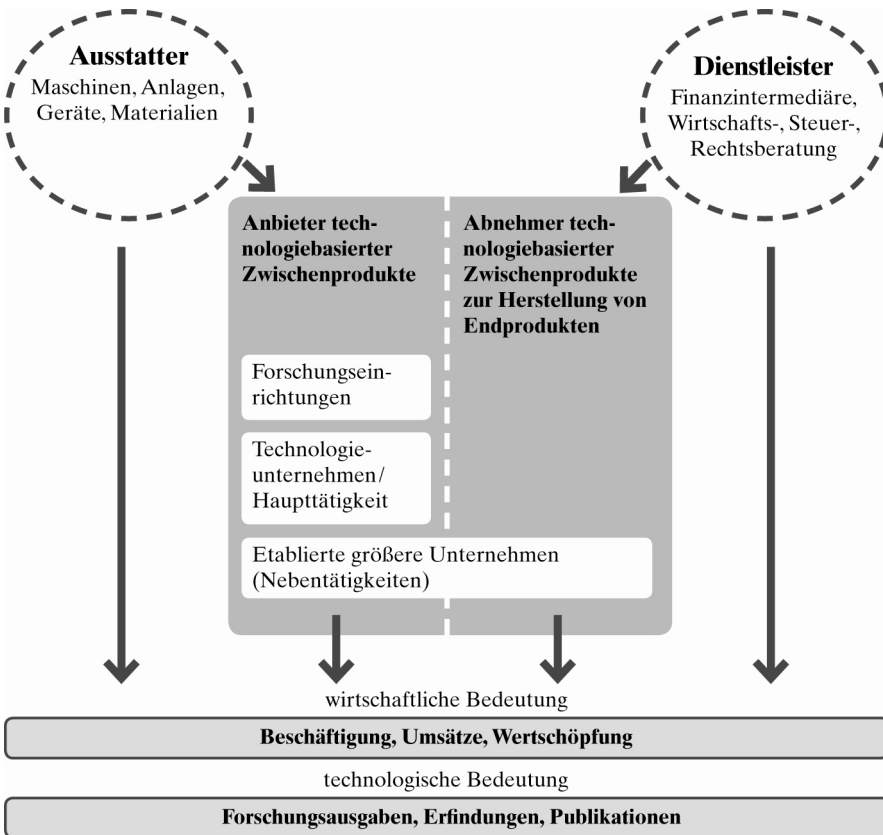 Ausstatter
Maschinen, Anlagen,
Geräte, Materialien
Dienstleister
Finanzintermediäre,
Wirtschafts-, Steuer-,
Rechtsberatung
Anbieter tech-
nologiebasierter
Zwischenprodukte
Abnehmer tech-
nologiebasierter
Zwischenprodukte
zur Herstellung von
Endprodukten
Forschungsein-
richtungen
Technologie-
unternehmen/
Haupttätigkeit
Etablierte größere Unternehmen
(Nebentätigkeiten)
wirtschaftliche Bedeutung
Beschäftigung, Umsätze, Wertschöpfung
technologische Bedeutung
Forschungsausgaben, Erfindungen, Publikationen